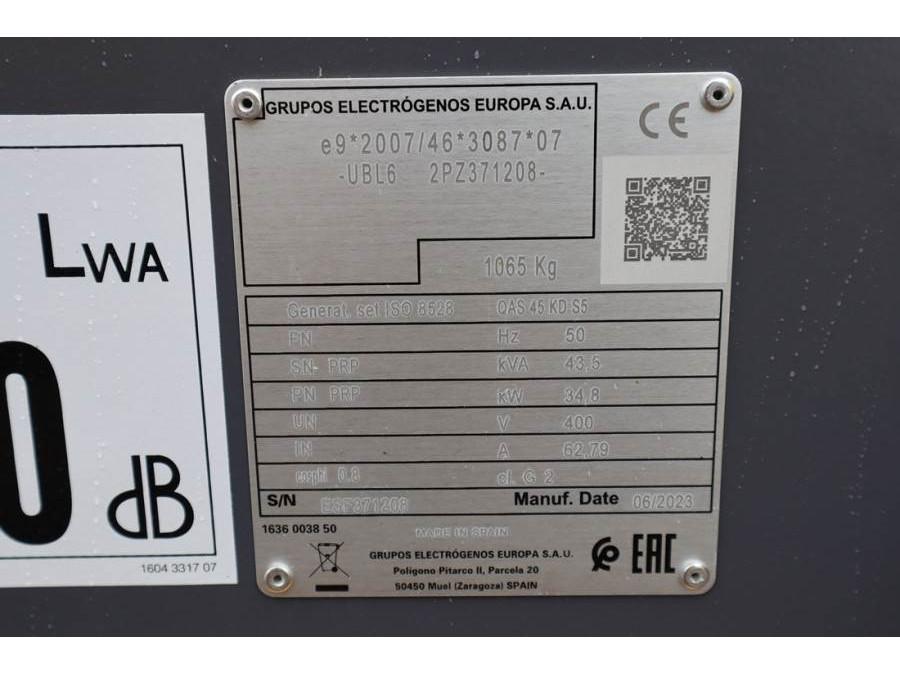 LWA
0
dB
1604 3317 07
GRUPOS ELECTRÓGENOS EUROPA S.A.U.
e9*2007/46*3087*07
-UBL6 2PZ371208-
CE
1065 Kg
Generat. set ISO 8528 QAS 45 KD S5
PN Hz 50
SN- PRP kVA 43,5
PN PRP kW 34,8
UN V 400
IN A 62,79
cosphi 0.8 cl. G 2
S/N ESF371208 Manuf. Date 06/2023
1636 0038 50
MADE IN SPAIN
GRUPOS ELECTRÓGENOS EUROPA S.A.U.
Polígono Pitarco II, Parcela 20
50450 Muel (Zaragoza) SPAIN
EAC